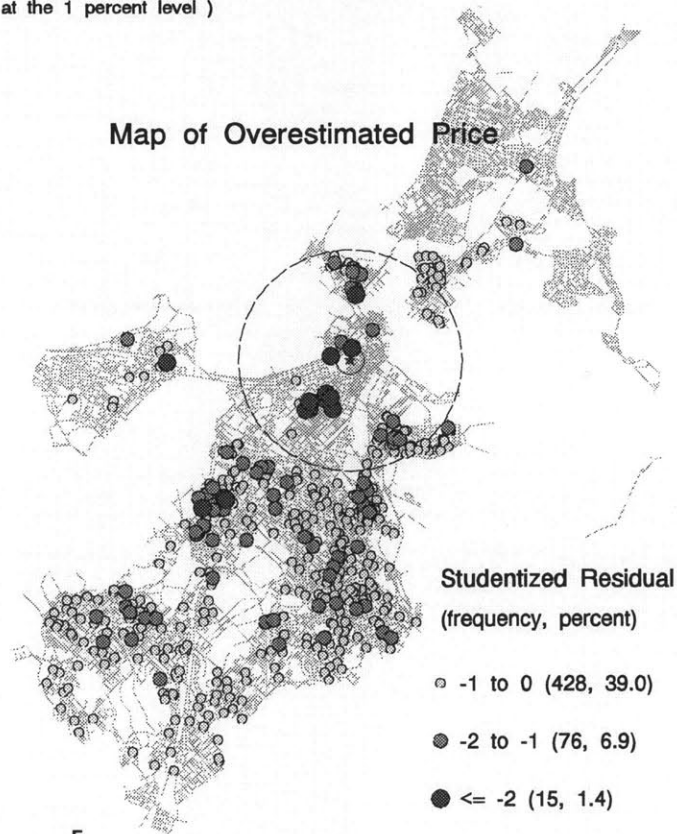 at the 1 percent level )
Map of Overestimated Price
Studentized Residual
(frequency, percent)
-1 to 0 (428, 39.0)
-2 to -1 (76, 6.9)
<= -2 (15, 1.4)